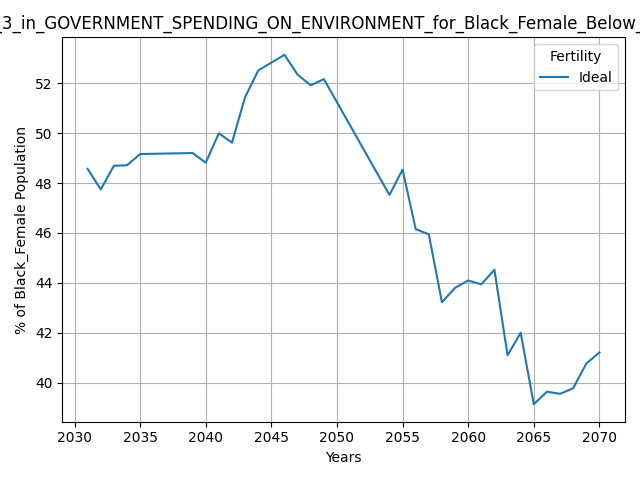 _3_in_GOVERNMENT_SPENDING_ON_ENVIRONMENT_for_Black_Female_Below_
Fertility
Ideal
% of Black_Female Population
52
50
48
46
44
42
40
2030 2035 2040 2045 2050 2055 2060 2065 2070
Years